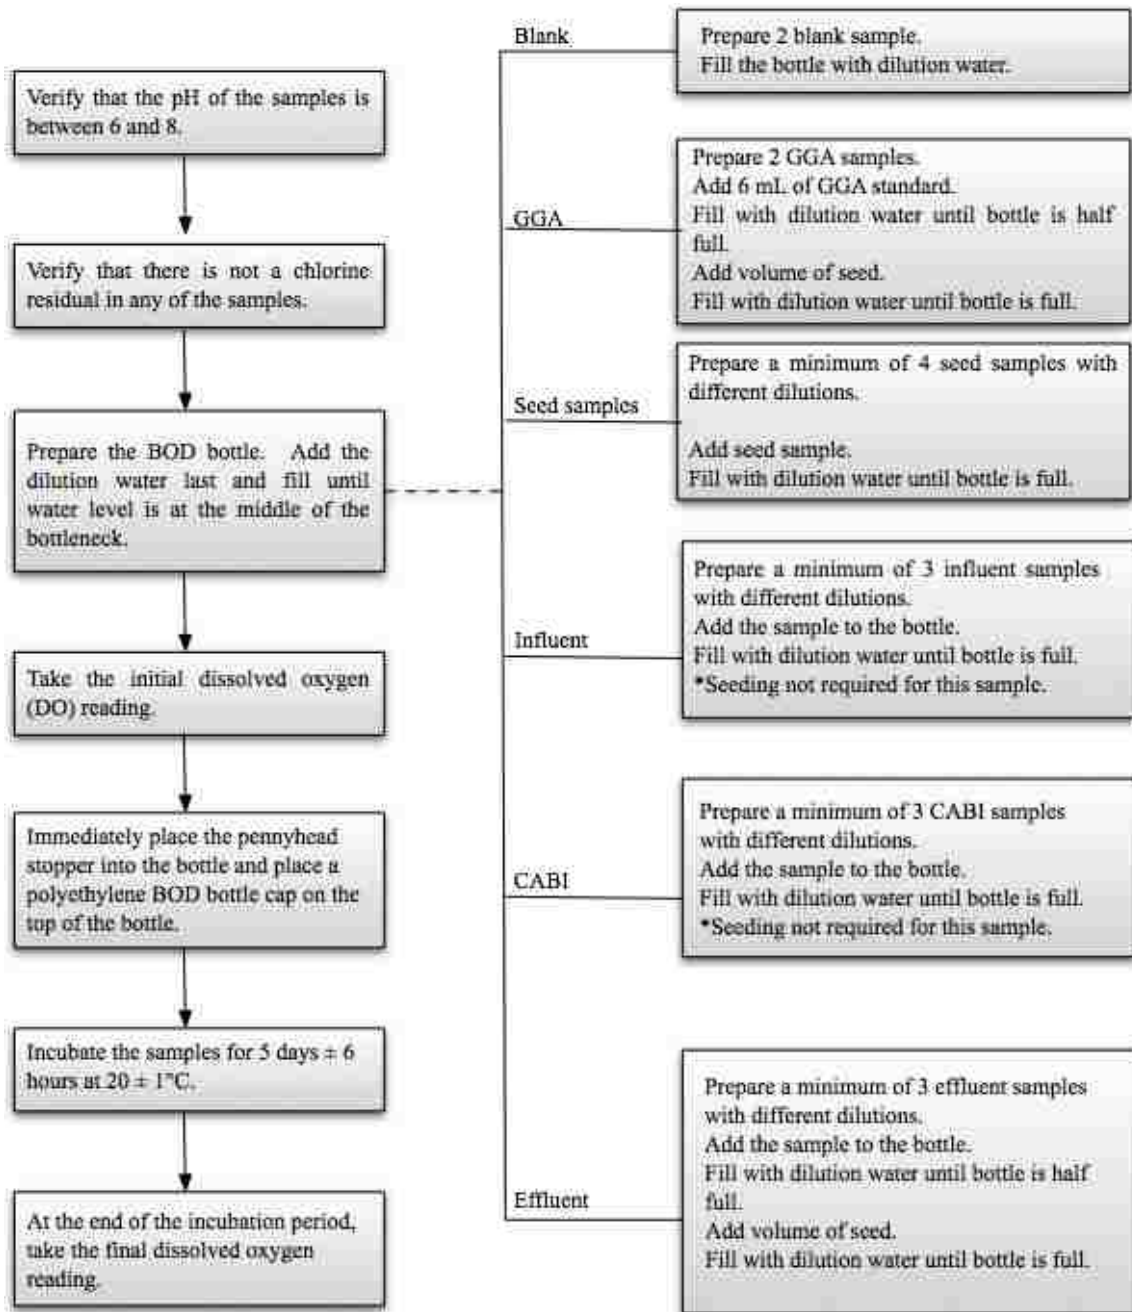 Verify that the pH of the samples is
between 6 and 8.
Verify that there is not a chlorine
residual in any of the samples.
Prepare the BOD bottle. Add the
dilution water last and fill until
water level is at the middle of the
bottleneck.
Take the initial dissolved oxygen
(DO) reading.
Immediately place the pennyhead
stopper into the bottle and place a
polyethylene BOD bottle cap on the
top of the bottle.
Incubate the samples for 5 days ± 6
hours at 20 ± 1°C.
At the end of the incubation period,
take the final dissolved oxygen
reading.
Blank
Prepare 2 blank sample.
Fill the bottle with dilution water.
GGA
Prepare 2 GGA samples.
Add 6 mL of GGA standard.
Fill with dilution water until bottle is half
full.
Add volume of seed.
Fill with dilution water until bottle is full.
Seed samples
Prepare a minimum of 4 seed samples with
different dilutions.
Add seed sample.
Fill with dilution water until bottle is full.
Influent
Prepare a minimum of 3 influent samples
with different dilutions.
Add the sample to the bottle.
Fill with dilution water until bottle is full.
*Seeding not required for this sample.
CABI
Prepare a minimum of 3 CABI samples
with different dilutions.
Add the sample to the bottle.
Fill with dilution water until bottle is full.
*Seeding not required for this sample.
Effluent
Prepare a minimum of 3 effluent samples
with different dilutions.
Add the sample to the bottle.
Fill with dilution water until bottle is half
full.
Add volume of seed.
Fill with dilution water until bottle is full.